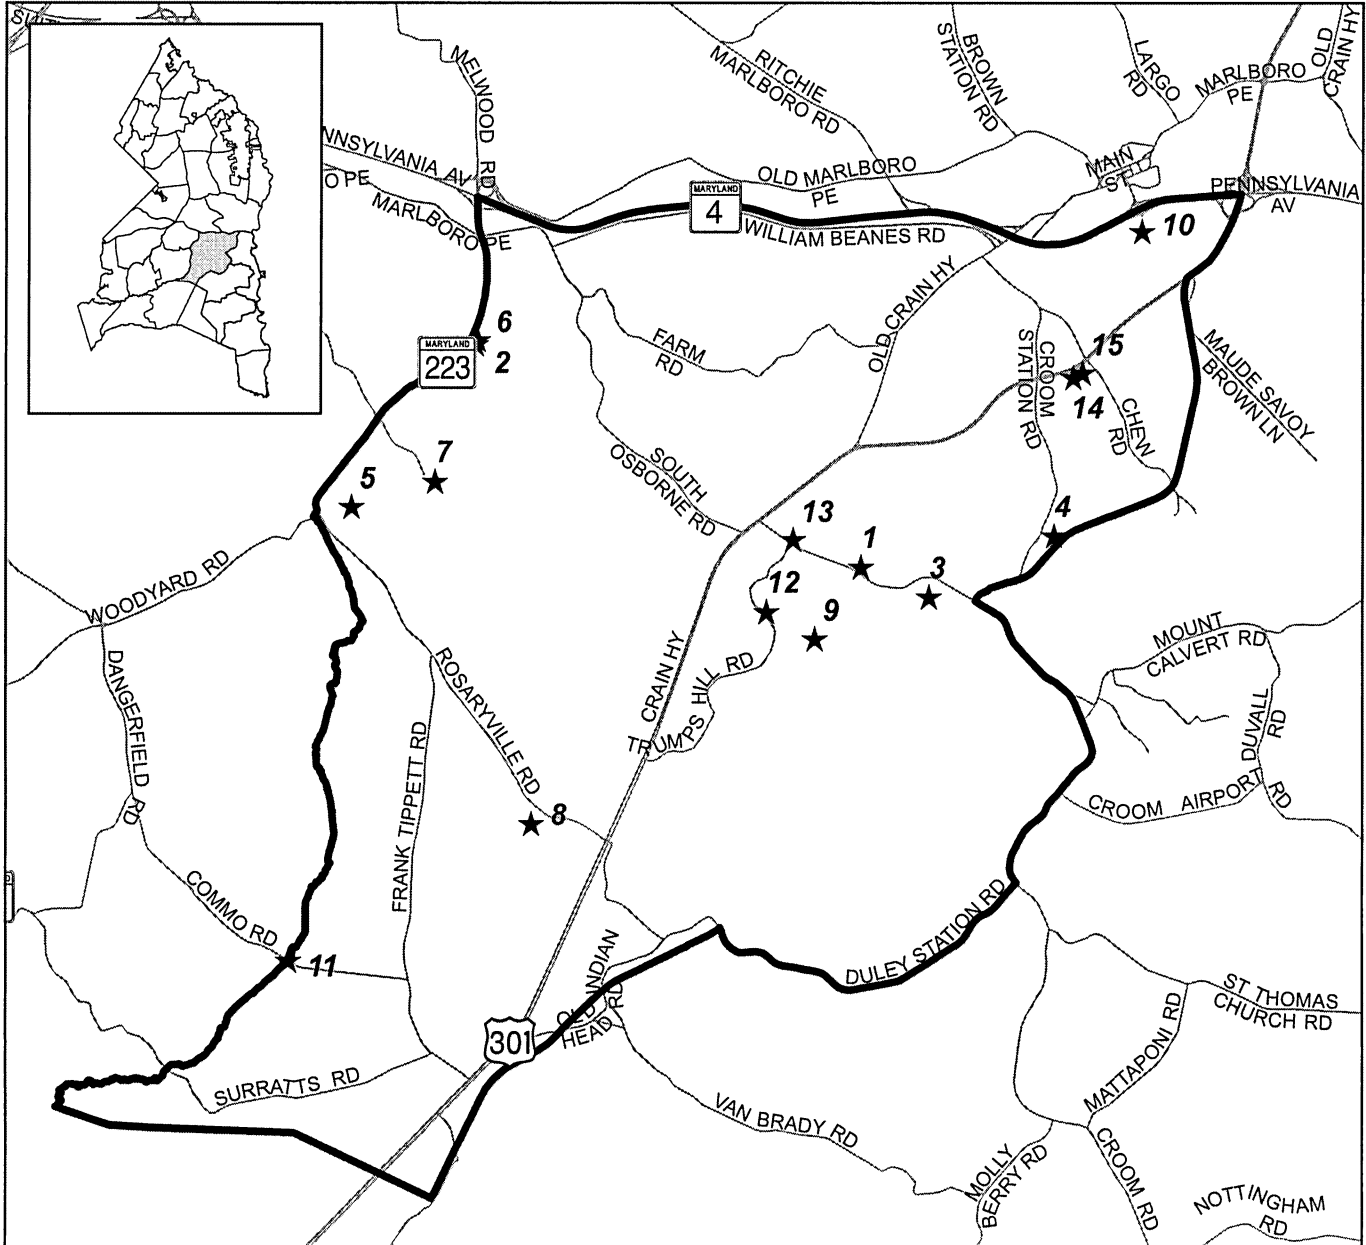 MELWOOD RD
RITCHIE
MARLBORO RD
BROWN
STATION RD
LARGO
RD
MARLBORO
PE
OLD
CRAIN HY
NNSYLVANIA AV
O PE
MARLBORO PE
OLD MARLBORO
PE
MAIN
ST
PENNSYLVANIA
AV
MARYLAND
4
WILLIAM BEANES RD
10
6
2
MARYLAND
223
FARM
RD
OLD CRAIN HY
CROOM
STATION RD
15
14
MAUDE SAVOY
BROWN LN
CHEW
RD
7
5
SOUTH
OSBORNE RD
13
1
4
3
12
9
WOODYARD RD
DANGERFIELD RD
ROSARYVILLE RD
FRANK TIPPETT RD
CRAIN HY
TRUMPS HILL RD
MOUNT
CALVERT RD
DUVALL
RD
CROOM AIRPORT RD
8
COMMO RD
11
DULEY STATION RD
OLD INDIAN
HEAD RD
301
SURRATTS RD
ST THOMAS
CHURCH RD
MATTAPONI RD
VAN BRADY RD
MOLLY
BERRY RD
CROOM RD
NOTTINGHAM
RD